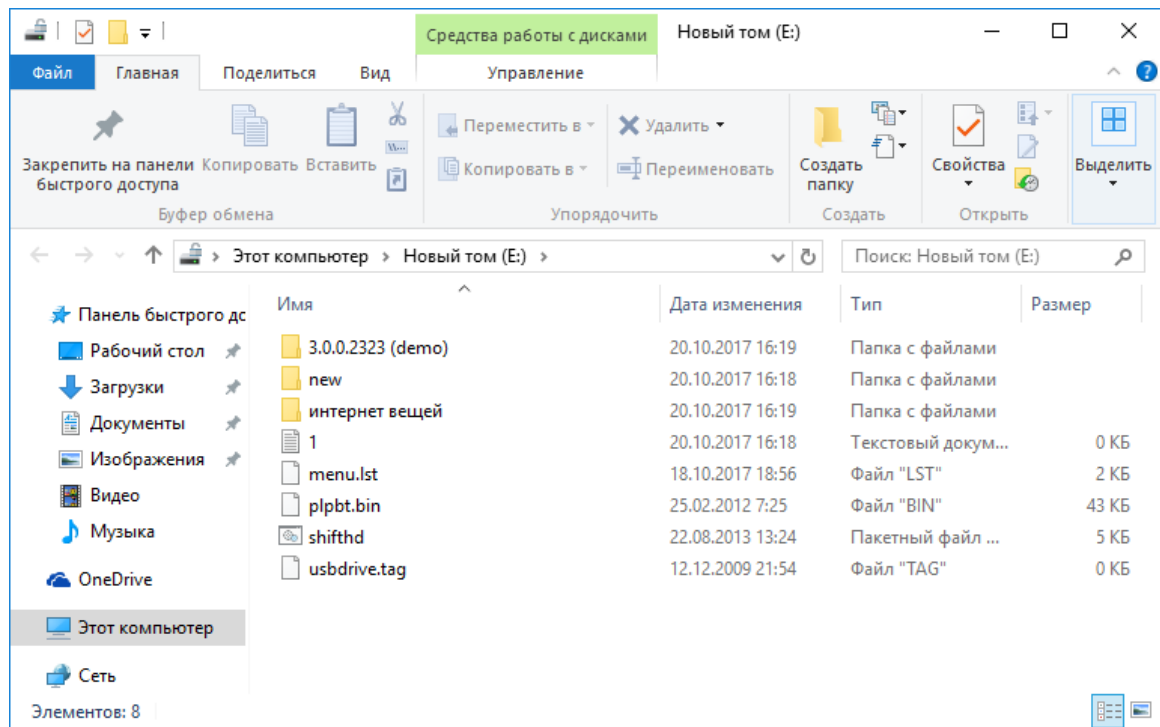 Средства работы с дисками Новый том (E:)
Файл Главная Поделиться Вид Управление
Закрепить на панели быстрого доступа Копировать Вставить
Переместить в Удалить
Копировать в Переименовать
Создать папку Свойства Выделить
Буфер обмена Упорядочить Создать Открыть
Этот компьютер Новый том (E:) Поиск: Новый том (E:)
Имя Дата изменения Тип Размер
Панель быстрого дс
Рабочий стол
Загрузки
Документы
Изображения
Видео
Музыка
OneDrive
Этот компьютер
Сеть
3.0.0.2323 (demo) 20.10.2017 16:19 Папка с файлами
new 20.10.2017 16:18 Папка с файлами
интернет вещей 20.10.2017 16:19 Папка с файлами
1 20.10.2017 16:18 Текстовый докум... 0 КБ
menu.lst 18.10.2017 18:56 Файл "LST" 2 КБ
plpbt.bin 25.02.2012 7:25 Файл "BIN" 43 КБ
shifthd 22.08.2013 13:24 Пакетный файл ... 5 КБ
usbdrive.tag 12.12.2009 21:54 Файл "TAG" 0 КБ
Элементов: 8